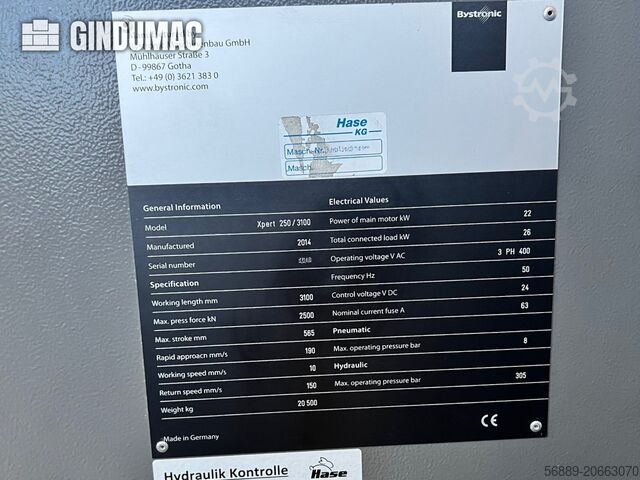 GINDUMAC
enbau GmbH
Mühlhäuser Straße 3
D - 99867 Gotha
Tel.: +49 (0) 3621 383 0
www.bystronic.com
Bystronic
Hase
KG
Masch.-Nr.
Masch.
General Information
Model Xpert 250/3100
Manufactured 2014
Serial number
Specification
Working length mm 3100
Max. press force kN 2500
Max. stroke mm 565
Rapid approach mm/s 190
Working speed mm/s 10
Return speed mm/s 150
Weight kg 20 500
Made in Germany
Electrical Values
Power of main motor kW 22
Total connected load kW 26
Operating voltage V AC 3 PH 400
Frequency Hz 50
Control voltage V DC 24
Nominal current fuse A 63
Pneumatic
Max. operating pressure bar 8
Hydraulic
Max. operating pressure bar 305
CE
Hydraulik Kontrolle Hase
56889-20663070